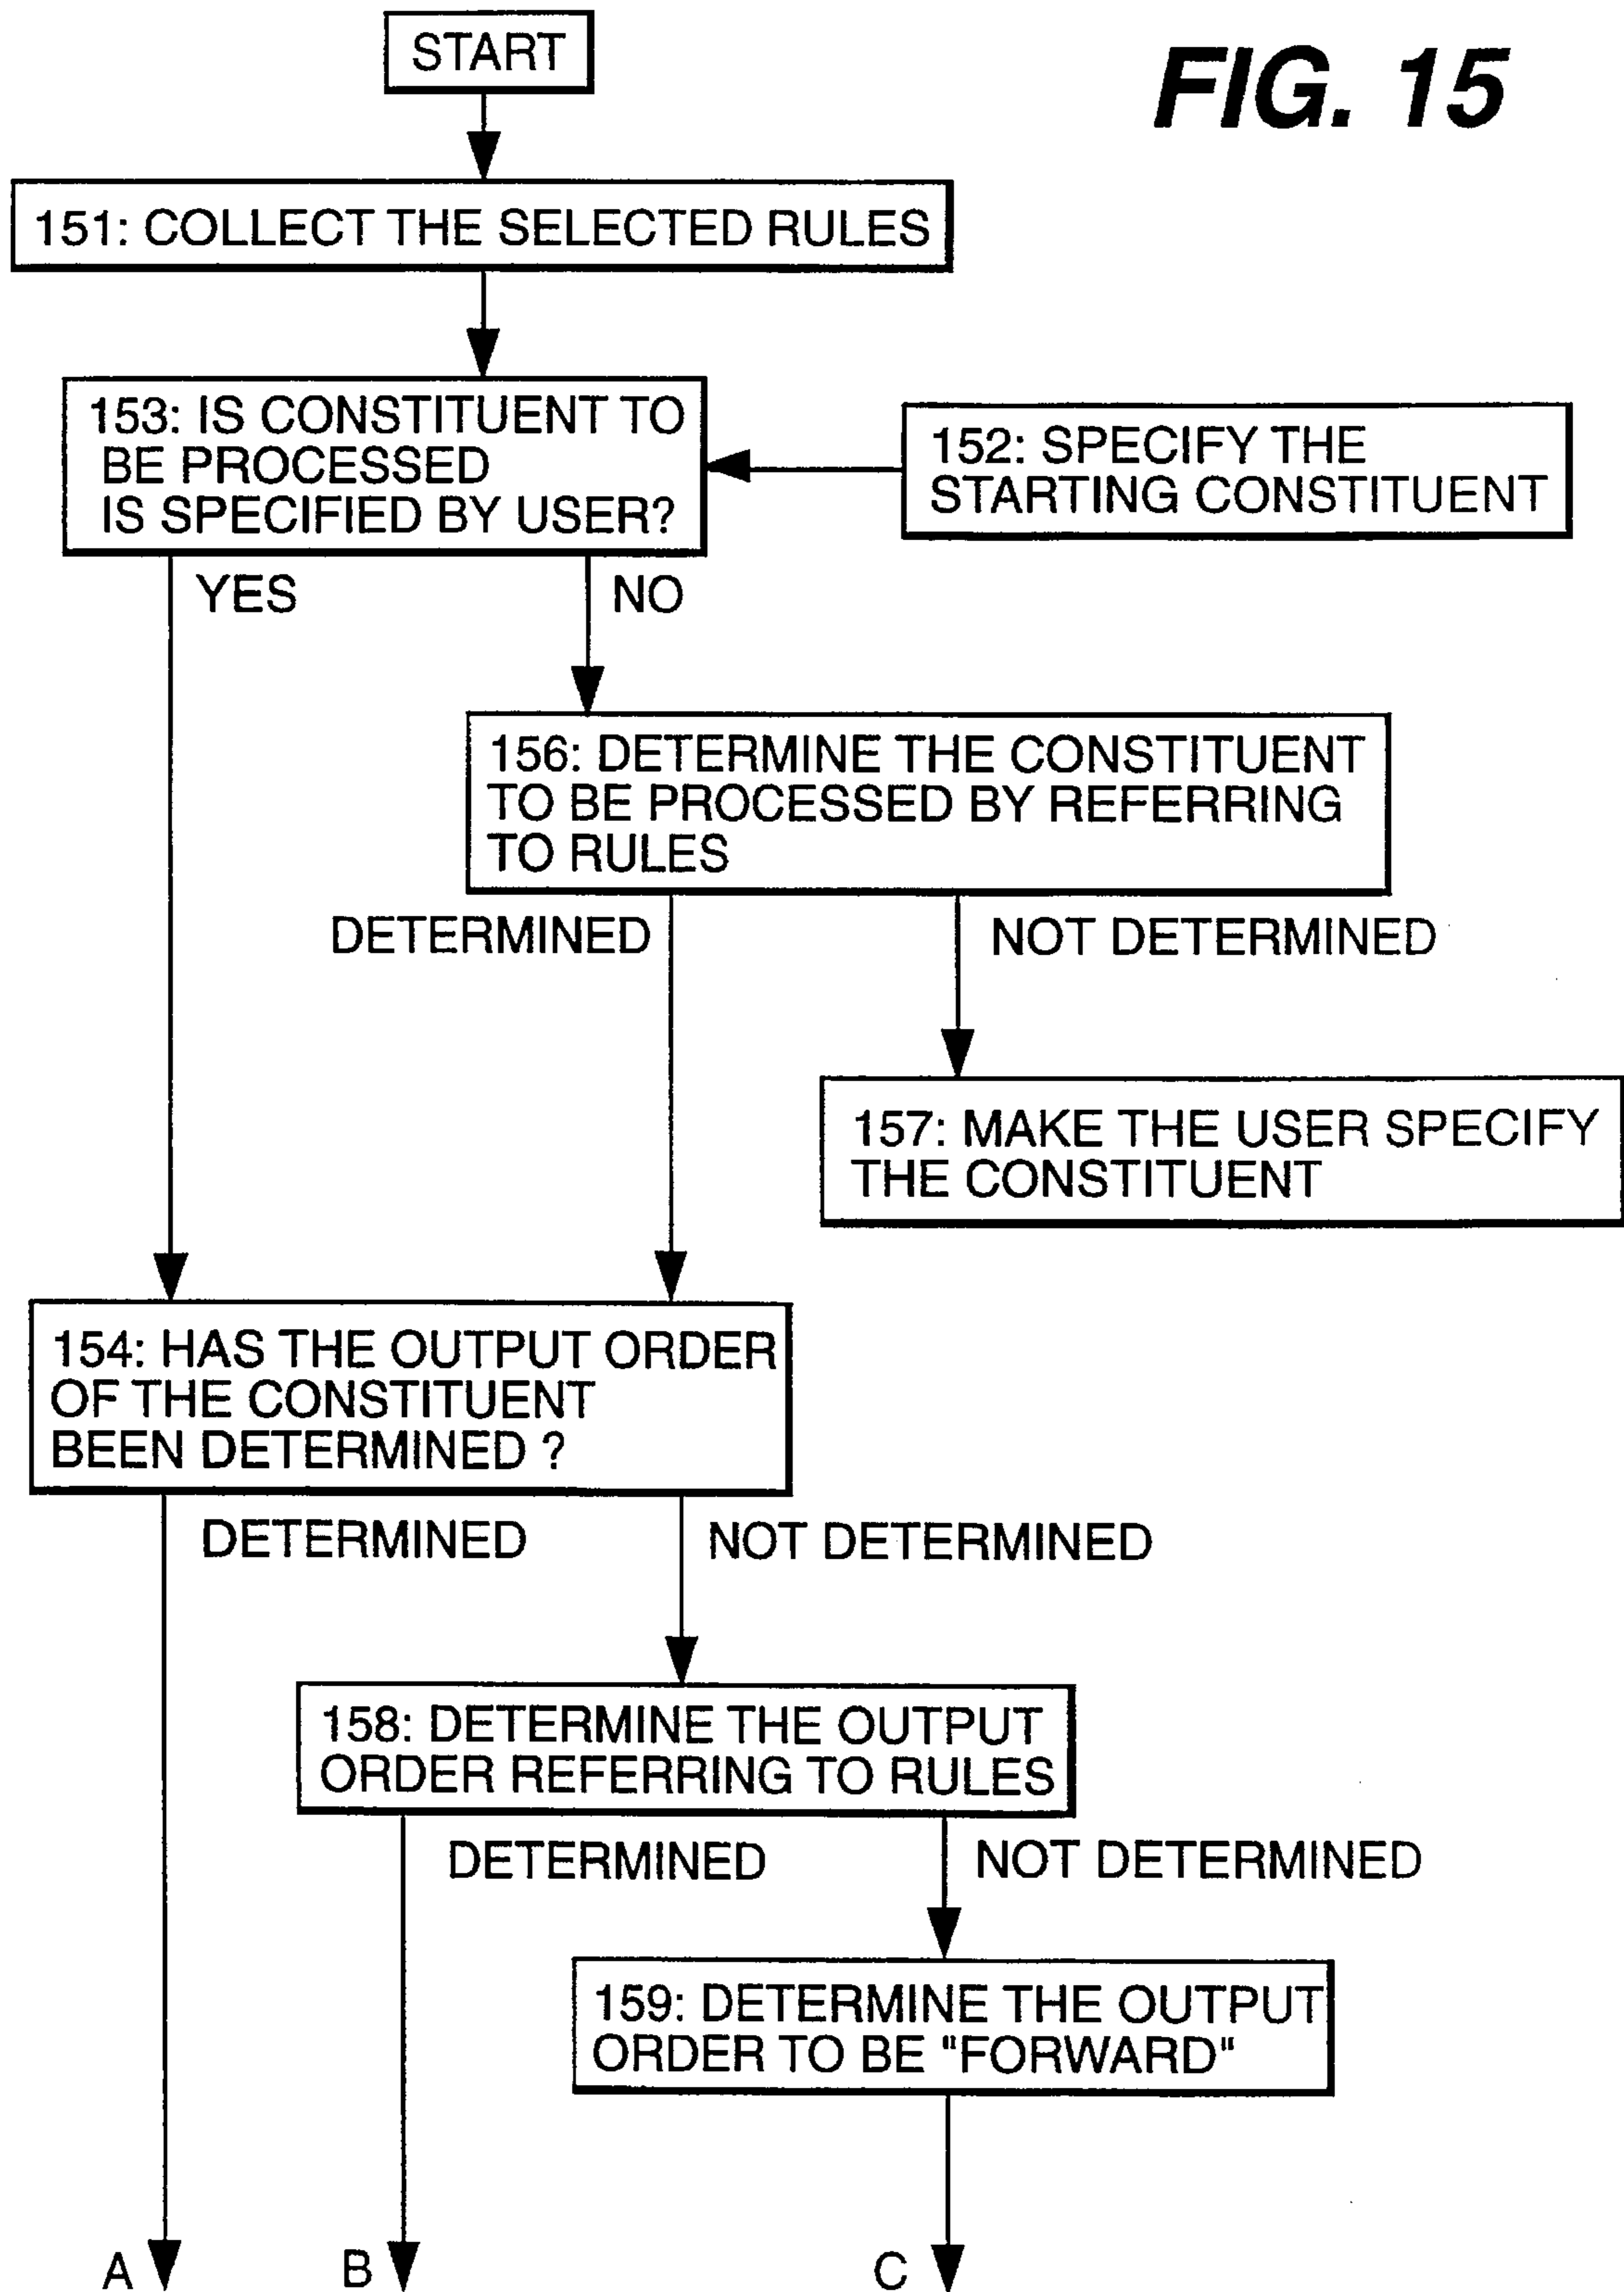 START
FIG. 15
151: COLLECT THE SELECTED RULES
153: IS CONSTITUENT TO
BE PROCESSED
IS SPECIFIED BY USER?
152: SPECIFY THE
STARTING CONSTITUENT
YES
NO
156: DETERMINE THE CONSTITUENT
TO BE PROCESSED BY REFERRING
TO RULES
DETERMINED
NOT DETERMINED
157: MAKE THE USER SPECIFY
THE CONSTITUENT
154: HAS THE OUTPUT ORDER
OF THE CONSTITUENT
BEEN DETERMINED ?
DETERMINED
NOT DETERMINED
158: DETERMINE THE OUTPUT
ORDER REFERRING TO RULES
DETERMINED
NOT DETERMINED
159: DETERMINE THE OUTPUT
ORDER TO BE "FORWARD"
A
B
C